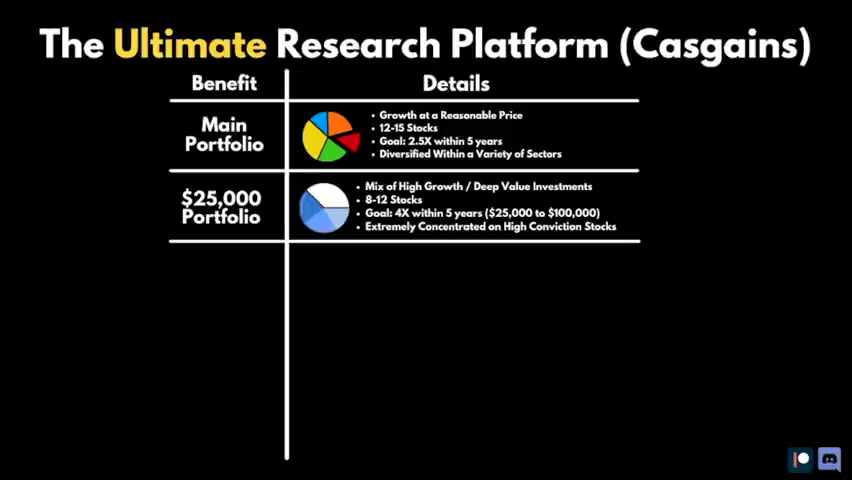 The Ultimate Research Platform (Casgains)
Benefit
Details
Main
Portfolio
• Growth at a Reasonable Price
• 12-15 Stocks
• Goal: 2.5X within 5 years
• Diversified Within a Variety of Sectors
$25,000
Portfolio
• Mix of High Growth / Deep Value Investments
• 8-12 Stocks
• Goal: 4X within 5 years ($25,000 to $100,000)
• Extremely Concentrated on High Conviction Stocks